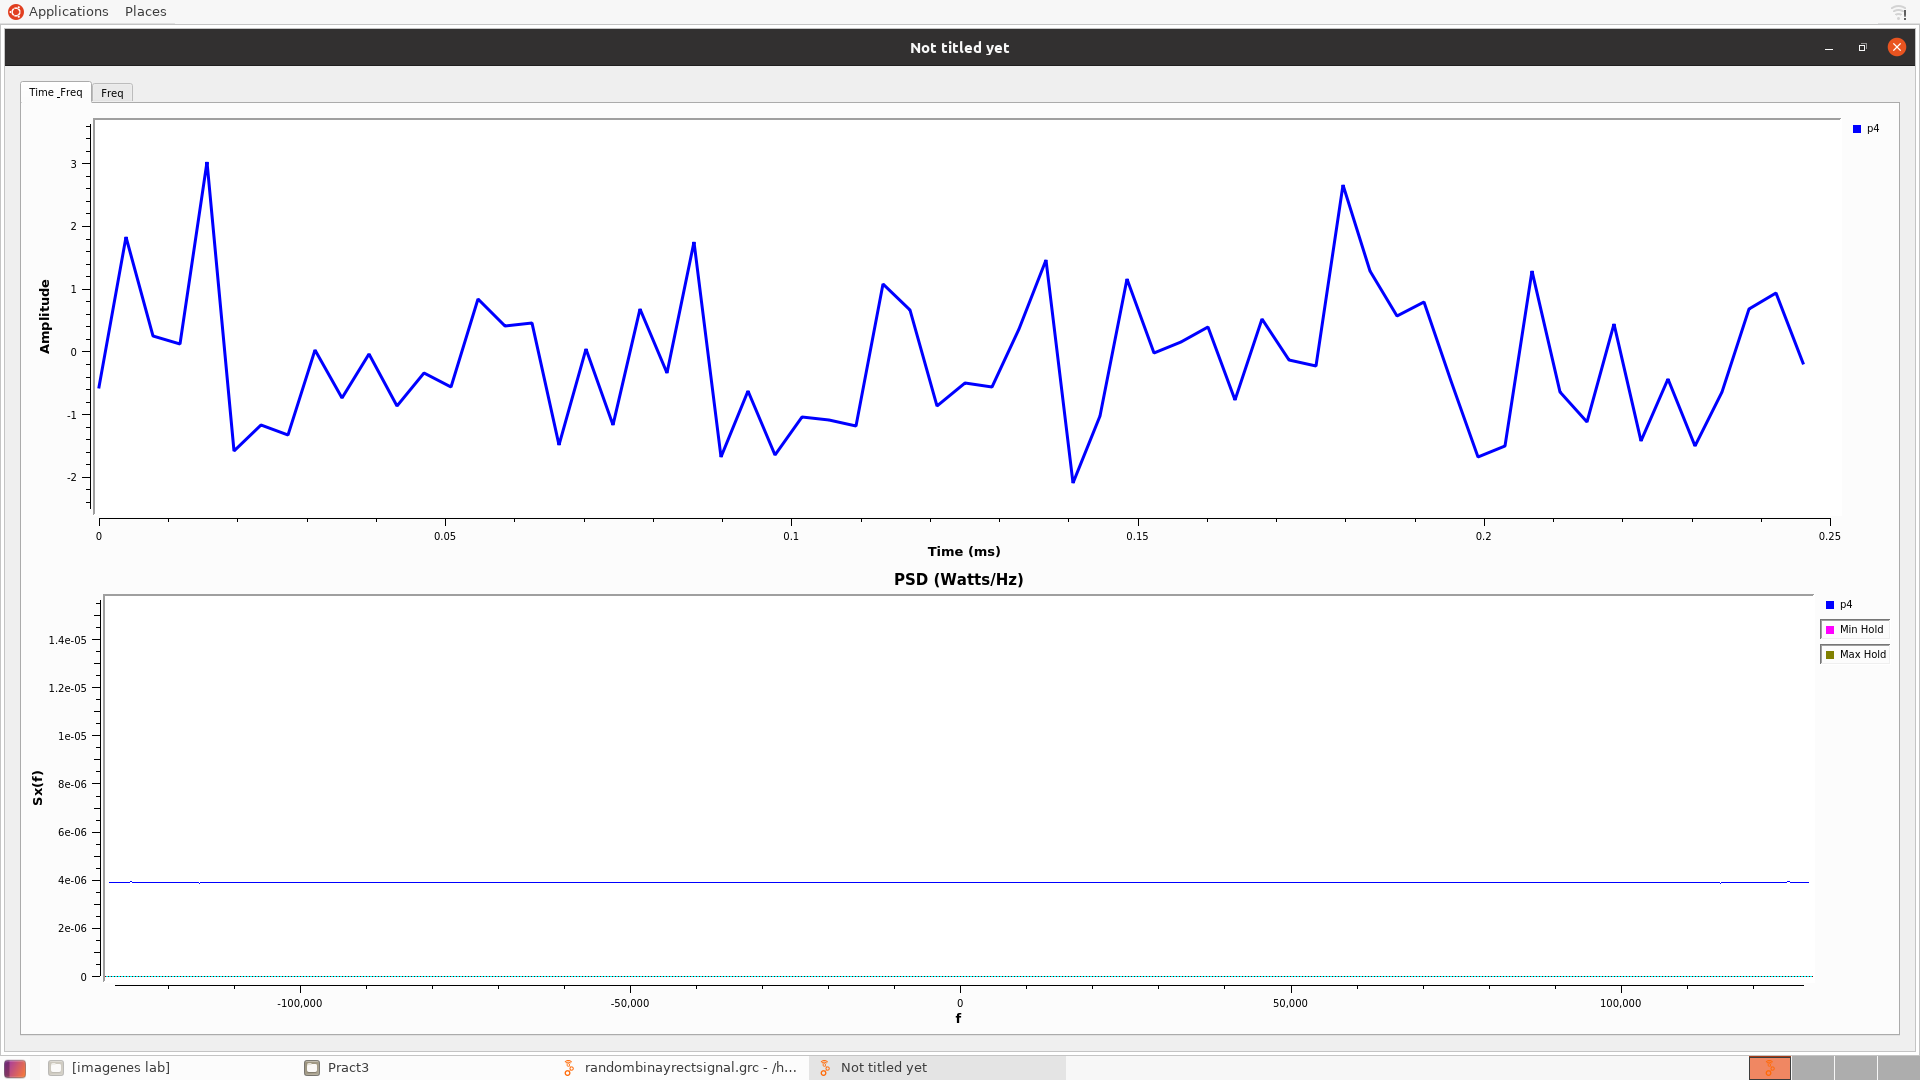 Applications Places
Not titled yet
Time _Freq Freq
p4
3
2
1
0
-1
-2
Amplitude
0 0.05 0.1 0.15 0.2 0.25
Time (ms)
PSD (Watts/Hz)
p4
Min Hold
Max Hold
1.4e-05
1.2e-05
1e-05
8e-06
6e-06
4e-06
2e-06
0
Sx(f)
-100,000 -50,000 0 50,000 100,000
f
[imagenes lab] Pract3 randombinayrectsignal.grc - /h... Not titled yet